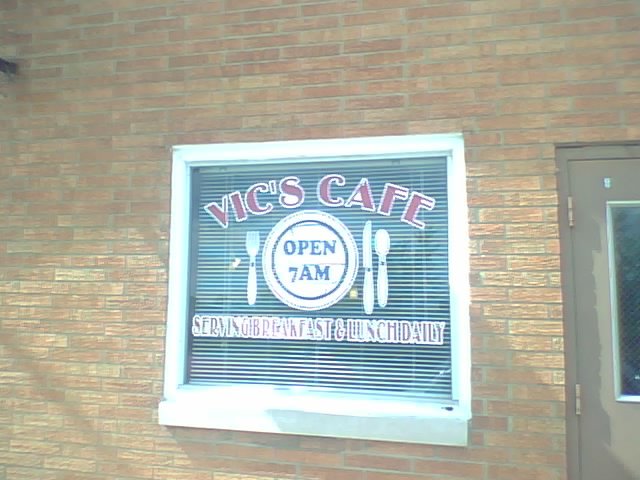 VIC'S CAFE
OPEN
7AM
SERVING BREAKFAST & LUNCH DAILY